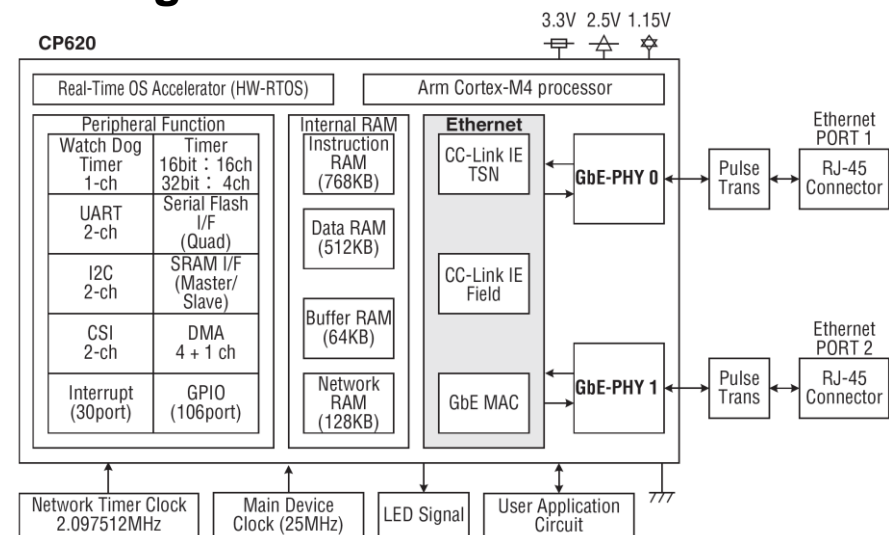 3.3V 2.5V 1.15V
CP620
Real-Time OS Accelerator (HW-RTOS)
Arm Cortex-M4 processor
Peripheral Function
Watch Dog
Timer
1-ch
Timer
16bit：16ch
32bit： 4ch
UART
2-ch
Serial Flash
I/F
(Quad)
I2C
2-ch
SRAM I/F
(Master/
Slave)
CSI
2-ch
DMA
4 + 1 ch
Interrupt
(30port)
GPIO
(106port)
Internal RAM
Instruction
RAM
(768KB)
Data RAM
(512KB)
Buffer RAM
(64KB)
Network
RAM
(128KB)
Ethernet
CC-Link IE
TSN
CC-Link IE
Field
GbE MAC
GbE-PHY 0
Pulse
Trans
Ethernet
PORT 1
RJ-45
Connector
GbE-PHY 1
Pulse
Trans
Ethernet
PORT 2
RJ-45
Connector
Network Timer Clock
2.097512MHz
Main Device
Clock (25MHz)
LED Signal
User Application
Circuit